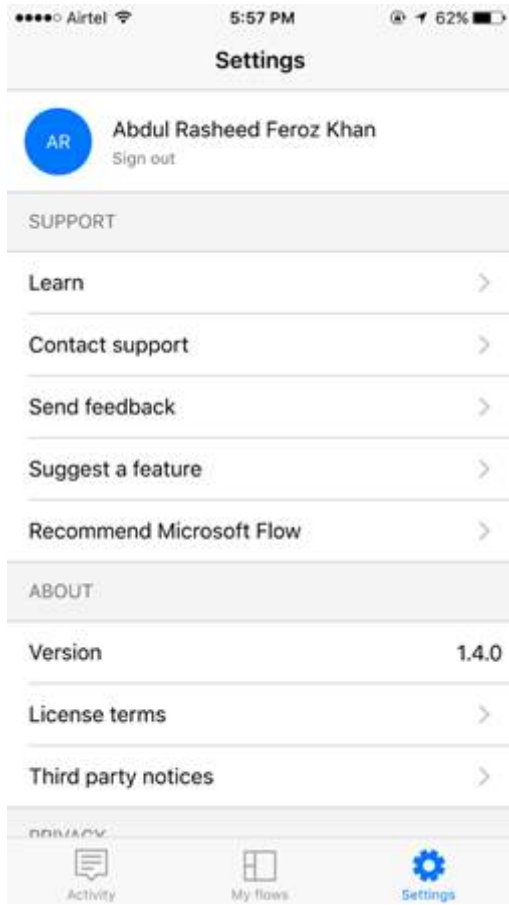 Airtel 5:57 PM 62%
Settings
AR
Abdul Rasheed Feroz Khan
Sign out
SUPPORT
Learn
Contact support
Send feedback
Suggest a feature
Recommend Microsoft Flow
ABOUT
Version 1.4.0
License terms
Third party notices
PRIVACY
Activity My flows Settings